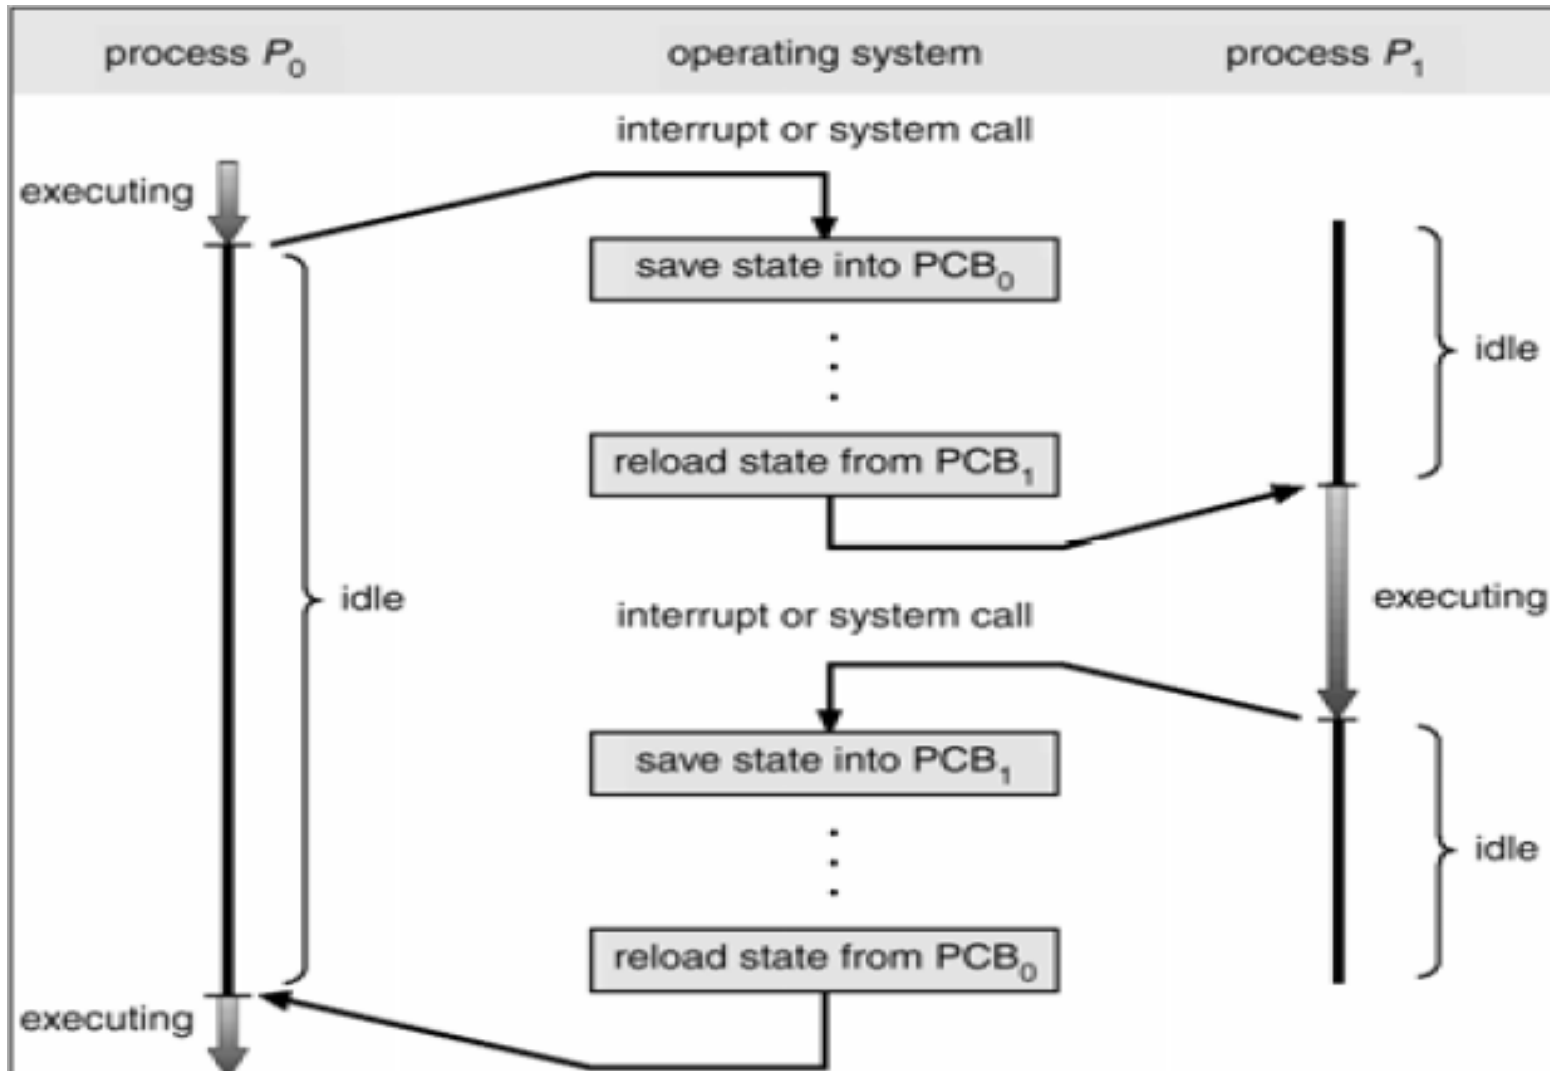 process P₀ operating system process P₁
interrupt or system call
executing
save state into PCB₀
idle
reload state from PCB₁
idle
executing
interrupt or system call
save state into PCB₁
idle
reload state from PCB₀
executing